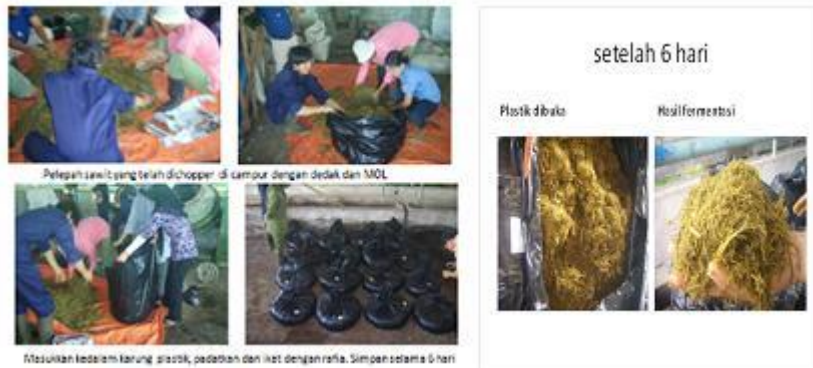 Pelepah sawit yang telah dichopper di campur dengan dedak dan MOL
Masukkan kedalam karung plastik, padatkan dan ikat dengan rafia. Simpan selama 6 hari
setelah 6 hari
Plastik dibuka
Hasil fermentasi